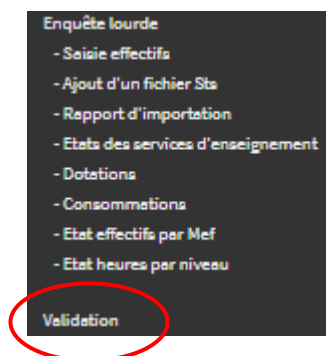 Enquête lourde
- Saisie effectifs
- Ajout d'un fichier Sts
- Rapport d'importation
- Etats des services d'enseignement
- Dotations
- Consommations
- Etat effectifs par Mef
- Etat heures par niveau
Validation